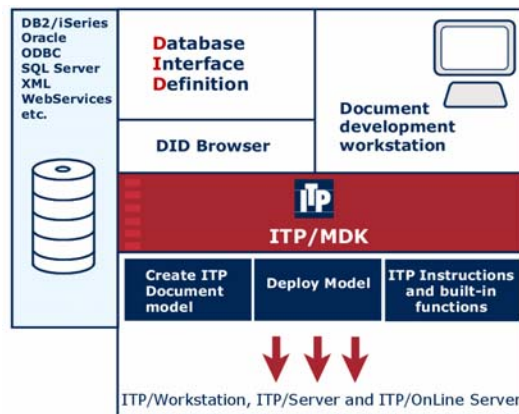 DB2/iSeries
Oracle
ODBC
SQL Server
XML
WebServices
etc.
Database
Interface
Definition
DID Browser
Document
development
workstation
ITP
ITP/MDK
Create ITP
Document
model
Deploy Model
ITP Instructions
and built-in
functions
ITP/Workstation, ITP/Server and ITP/OnLine Server